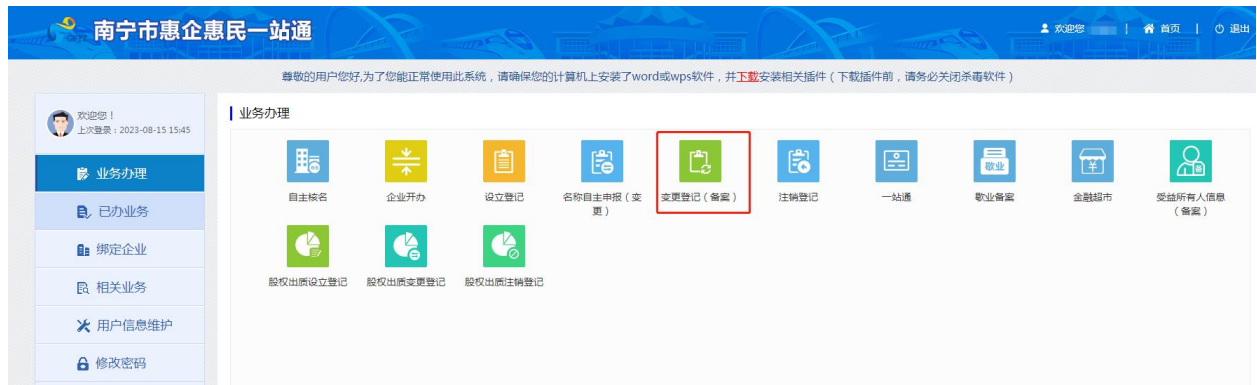 南宁市惠企惠民一站通
欢迎您 | 首页 | 退出
尊敬的用户您好,为了您能正常使用此系统，请确保您的计算机上安装了word或wps软件，并下载安装相关插件（下载插件前，请务必关闭杀毒软件）
欢迎您！
上次登录：2023-08-15 15:45
业务办理
已办业务
绑定企业
相关业务
用户信息维护
修改密码
业务办理
自主核名
企业开办
设立登记
名称自主申报（变
更）
变更登记（备案）
注销登记
一站通
歇业
歇业备案
金融超市
受益所有人信息
（备案）
股权出质设立登记
股权出质变更登记
股权出质注销登记